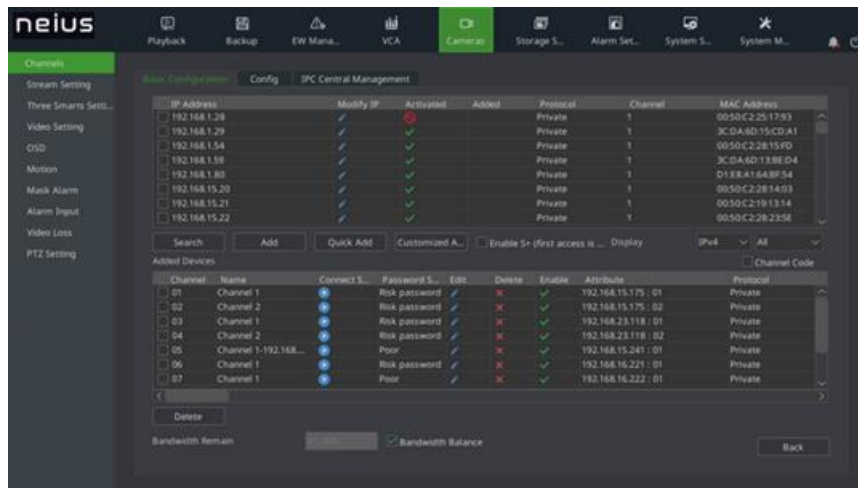 neius
Playback Backup EW Mana... VCA Cameras Storage S... Alarm Set... System S... System M...
Channels
Stream Setting
Three Smarts Setti...
Video Setting
OSD
Motion
Mask Alarm
Alarm Input
Video Loss
PTZ Setting
Basic Configuration Config IPC Central Management
IP Address Modify IP Activated Added Protocol Channel MAC Address
192.168.1.28 Private 1 00:50:C2:25:17:93
192.168.1.29 Private 1 3C:DA:6D:15:CD:A1
192.168.1.54 Private 1 00:50:C2:28:15:FD
192.168.1.59 Private 1 3C:DA:6D:13:BE:D4
192.168.1.80 Private 1 D1:E8:A1:64:BF:54
192.168.15.20 Private 1 00:50:C2:28:14:03
192.168.15.21 Private 1 00:50:C2:19:13:14
192.168.15.22 Private 1 00:50:C2:28:23:5E
Search Add Quick Add Customized A... Enable S+ (first access is ... Display IPv4 All
Added Devices Channel Code
Channel Name Connect S... Password S... Edit Delete Enable Attribute Protocol
01 Channel 1 Risk password 192.168.15.175 : 01 Private
02 Channel 2 Risk password 192.168.15.175 : 02 Private
03 Channel 1 Risk password 192.168.23.118 : 01 Private
04 Channel 2 Risk password 192.168.23.118 : 02 Private
05 Channel 1-192.168.... Poor 192.168.15.241 : 01 Private
06 Channel 1 Risk password 192.168.16.221 : 01 Private
07 Channel 1 Poor 192.168.16.222 : 01 Private
Delete
Bandwidth Remain Bandwidth Balance
Back